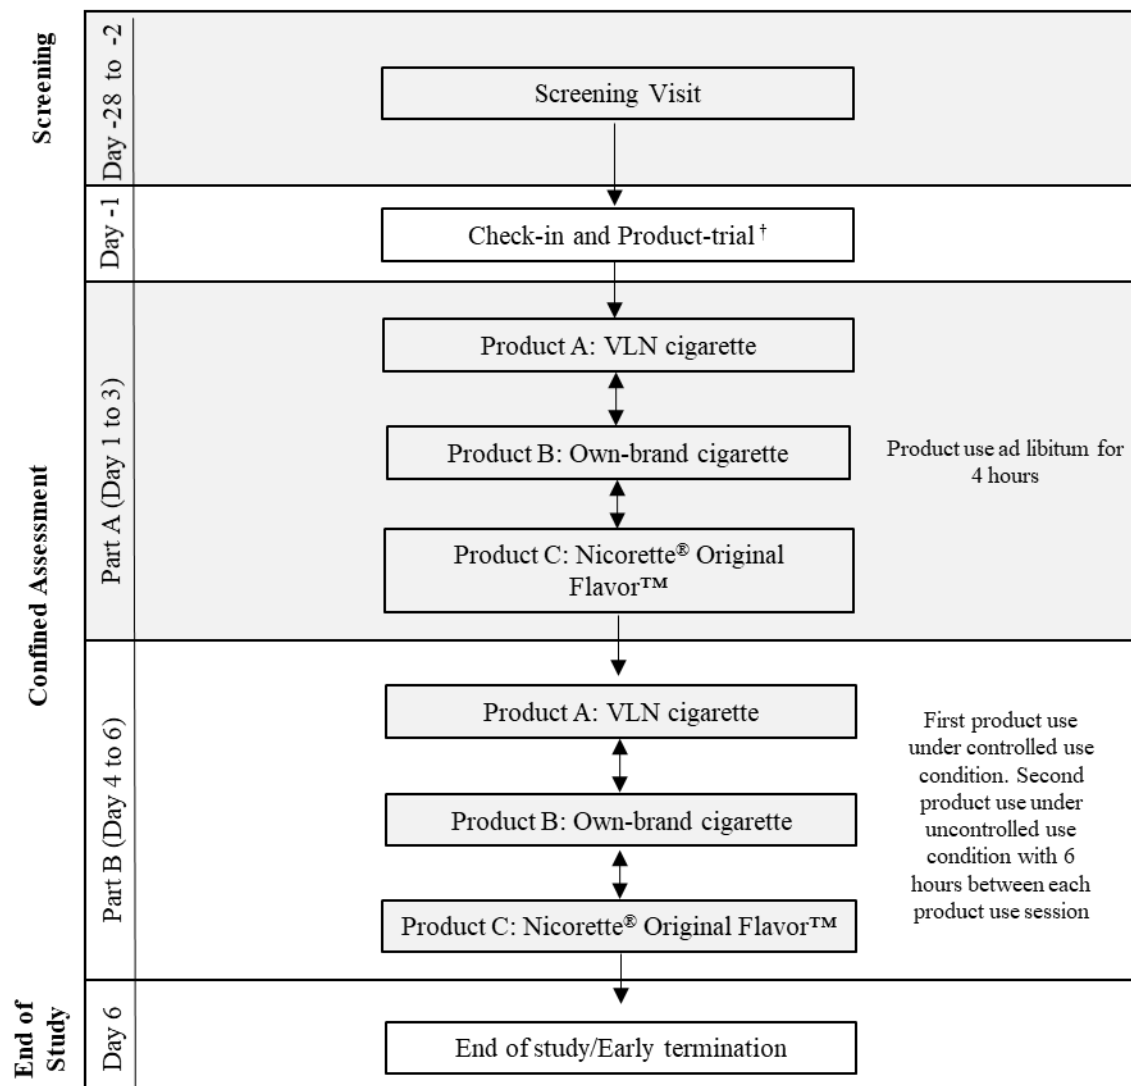 Screening
Day -28 to -2
Screening Visit
Day -1
Check-in and Product-trial †
Confined Assessment
Part A (Day 1 to 3)
Product A: VLN cigarette
Product B: Own-brand cigarette
Product C: Nicorette® Original
Flavor™
Product use ad libitum for
4 hours
Part B (Day 4 to 6)
Product A: VLN cigarette
Product B: Own-brand cigarette
Product C: Nicorette® Original Flavor™
First product use
under controlled use
condition. Second
product use under
uncontrolled use
condition with 6
hours between each
product use session
End of
Study
Day 6
End of study/Early termination